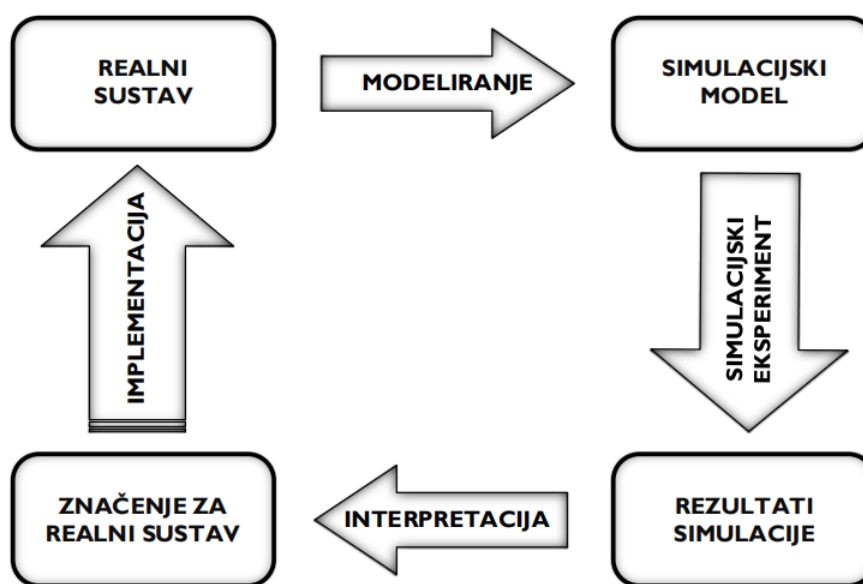 REALNI
SUSTAV
MODELIRANJE
SIMULACIJSKI
MODEL
IMPLEMENTACIJA
SIMULACIJSKI
EKSPERIMENT
ZNAČENJE ZA
REALNI SUSTAV
INTERPRETACIJA
REZULTATI
SIMULACIJE